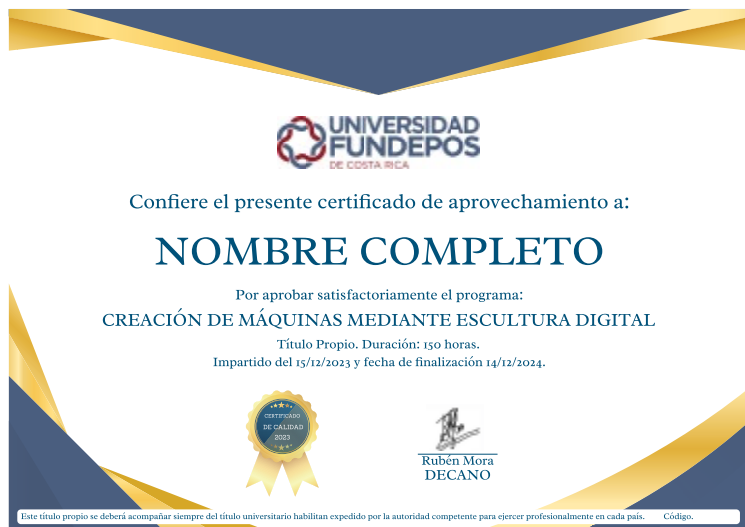 UNIVERSIDAD
FUNDEPOS
DE COSTA RICA
Confiere el presente certificado de aprovechamiento a:
NOMBRE COMPLETO
Por aprobar satisfactoriamente el programa:
CREACIÓN DE MÁQUINAS MEDIANTE ESCULTURA DIGITAL
Título Propio. Duración: 150 horas.
Impartido del 15/12/2023 y fecha de finalización 14/12/2024.
CERTIFICADO
DE CALIDAD
2023
Rubén Mora
DECANO
Este título propio se deberá acompañar siempre del título universitario habilitan expedido por la autoridad competente para ejercer profesionalmente en cada país. Código.